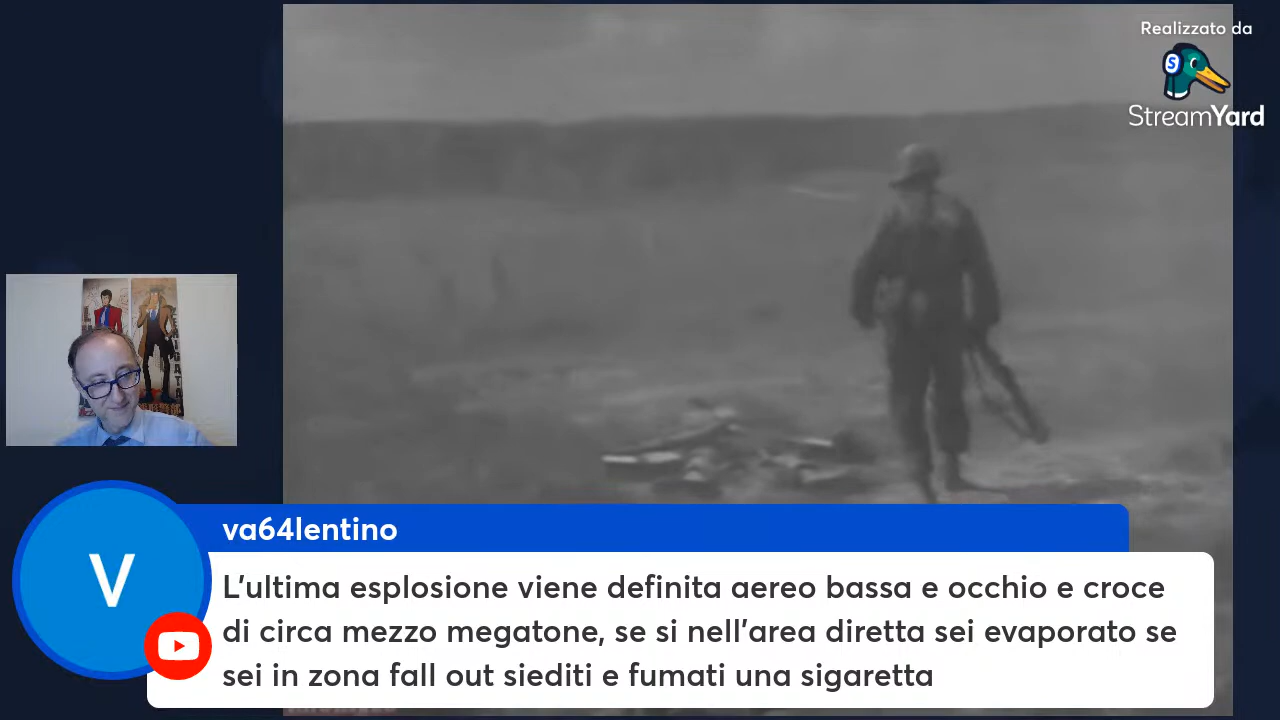 Realizzato da
StreamYard
va64lentino
V
L'ultima esplosione viene definita aereo bassa e occhio e croce
di circa mezzo megatone, se si nell'area diretta sei evaporato se
sei in zona fall out siediti e fumati una sigaretta